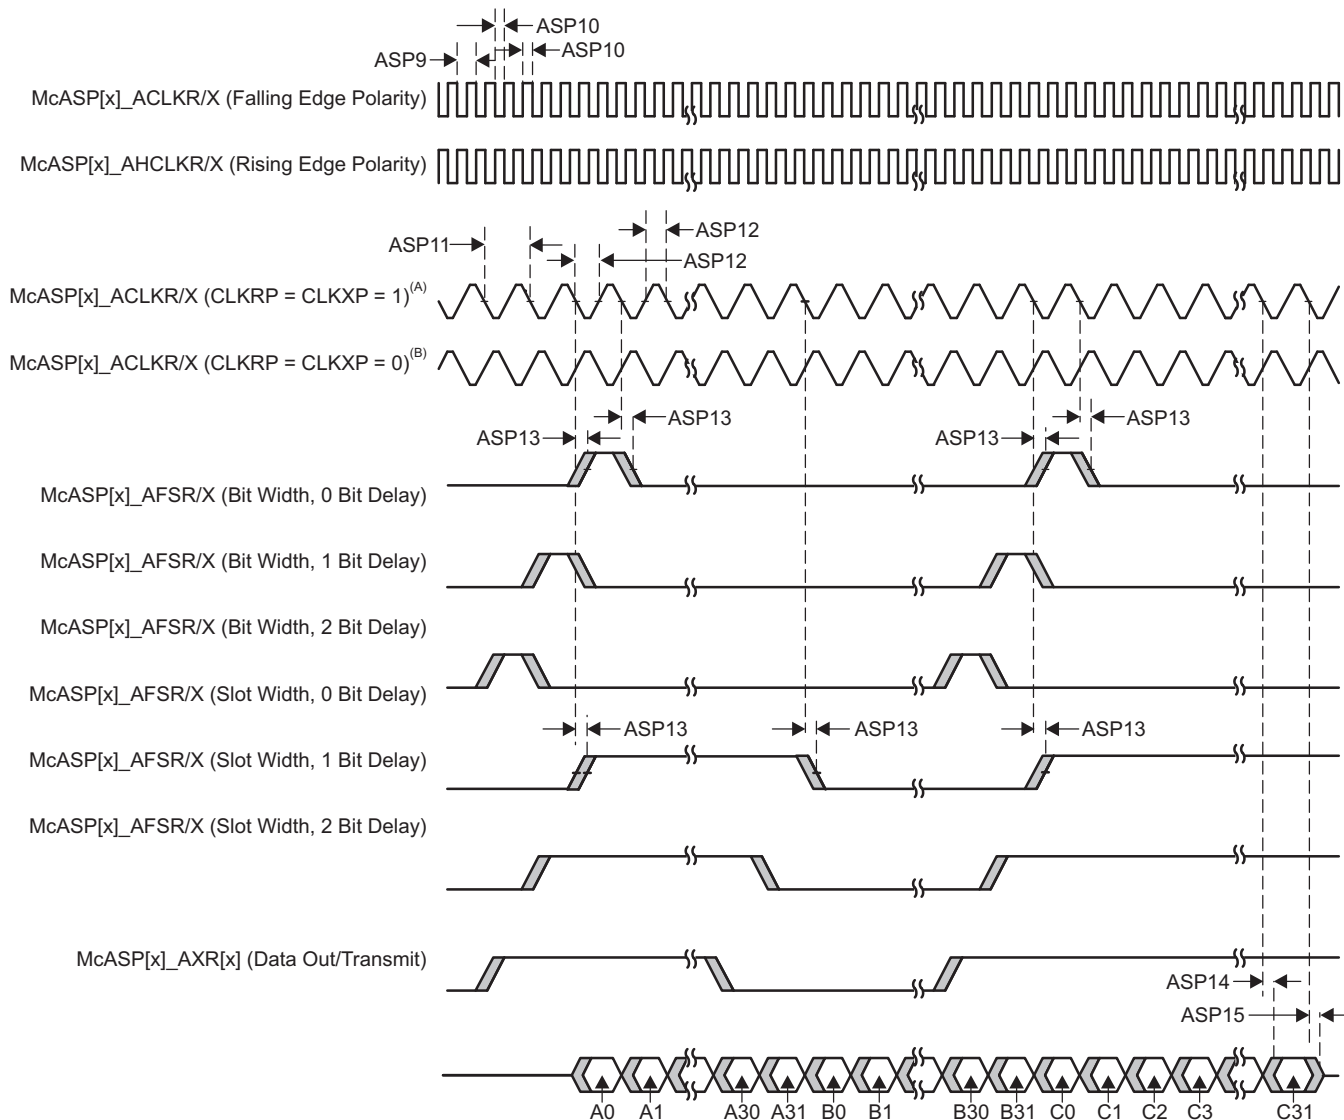 ASP10
ASP10
ASP9
McASP[x]_ACLKR/X (Falling Edge Polarity)
McASP[x]_AHCLKR/X (Rising Edge Polarity)
ASP12
ASP11
ASP12
McASP[x]_ACLKR/X (CLKRP = CLKXP = 1)(A)
McASP[x]_ACLKR/X (CLKRP = CLKXP = 0)(B)
ASP13 ASP13
ASP13 ASP13
McASP[x]_AFSR/X (Bit Width, 0 Bit Delay)
McASP[x]_AFSR/X (Bit Width, 1 Bit Delay)
McASP[x]_AFSR/X (Bit Width, 2 Bit Delay)
McASP[x]_AFSR/X (Slot Width, 0 Bit Delay)
ASP13 ASP13 ASP13
McASP[x]_AFSR/X (Slot Width, 1 Bit Delay)
McASP[x]_AFSR/X (Slot Width, 2 Bit Delay)
McASP[x]_AXR[x] (Data Out/Transmit)
ASP14
ASP15
A0 A1 A30 A31 B0 B1 B30 B31 C0 C1 C2 C3 C31